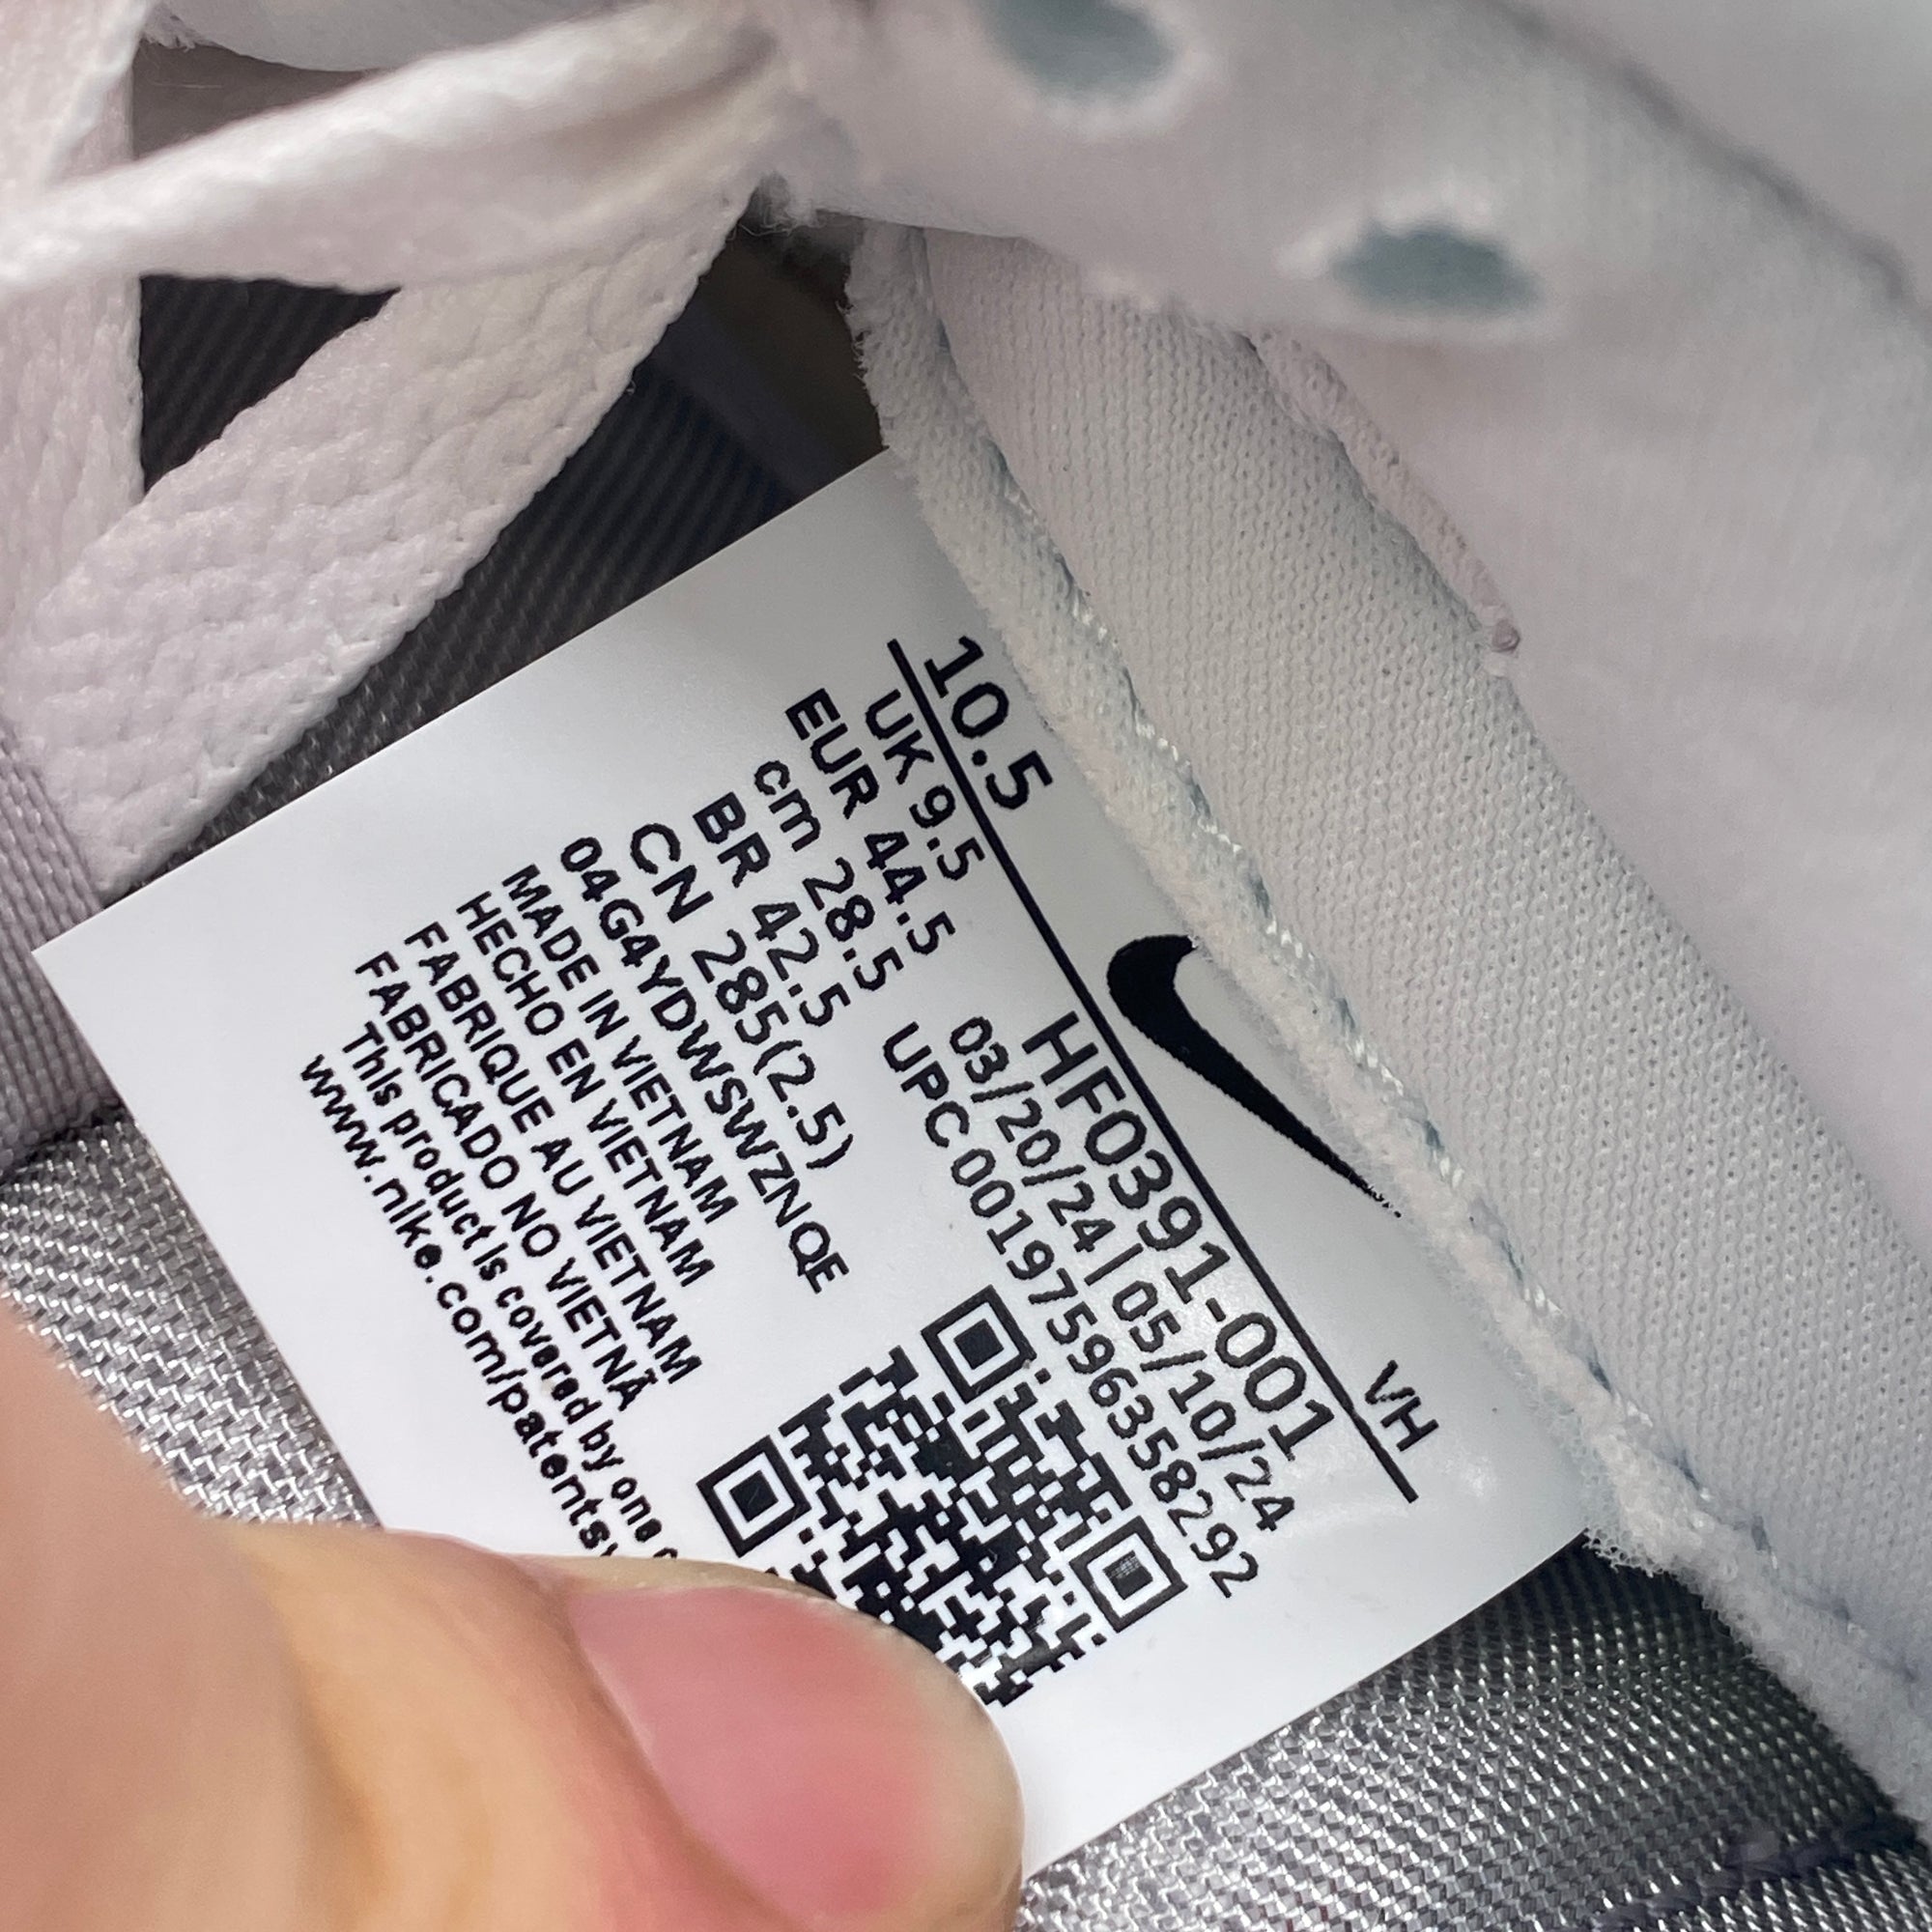 10.5
VH
UK 9.5
EUR 44.5
cm 28.5
BR 42.5
CN 285(2.5)
04G4YDWSWZNQE
MADE IN VIETNAM
HECHO EN VIETNAM
FABRIQUE AU VIETNAM
FABRICADO NO VIETNÃ
This product is covered by one
www.nike.com/patents
HF0391-001
03/20/24 | 05/10/24
UPC 00197596358292